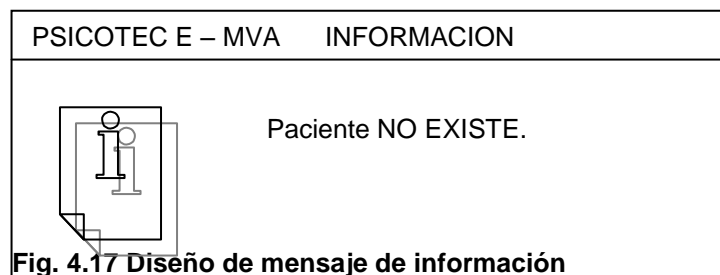 PSICOTEC E – MVA INFORMACION
Paciente NO EXISTE.
Fig. 4.17 Diseño de mensaje de información